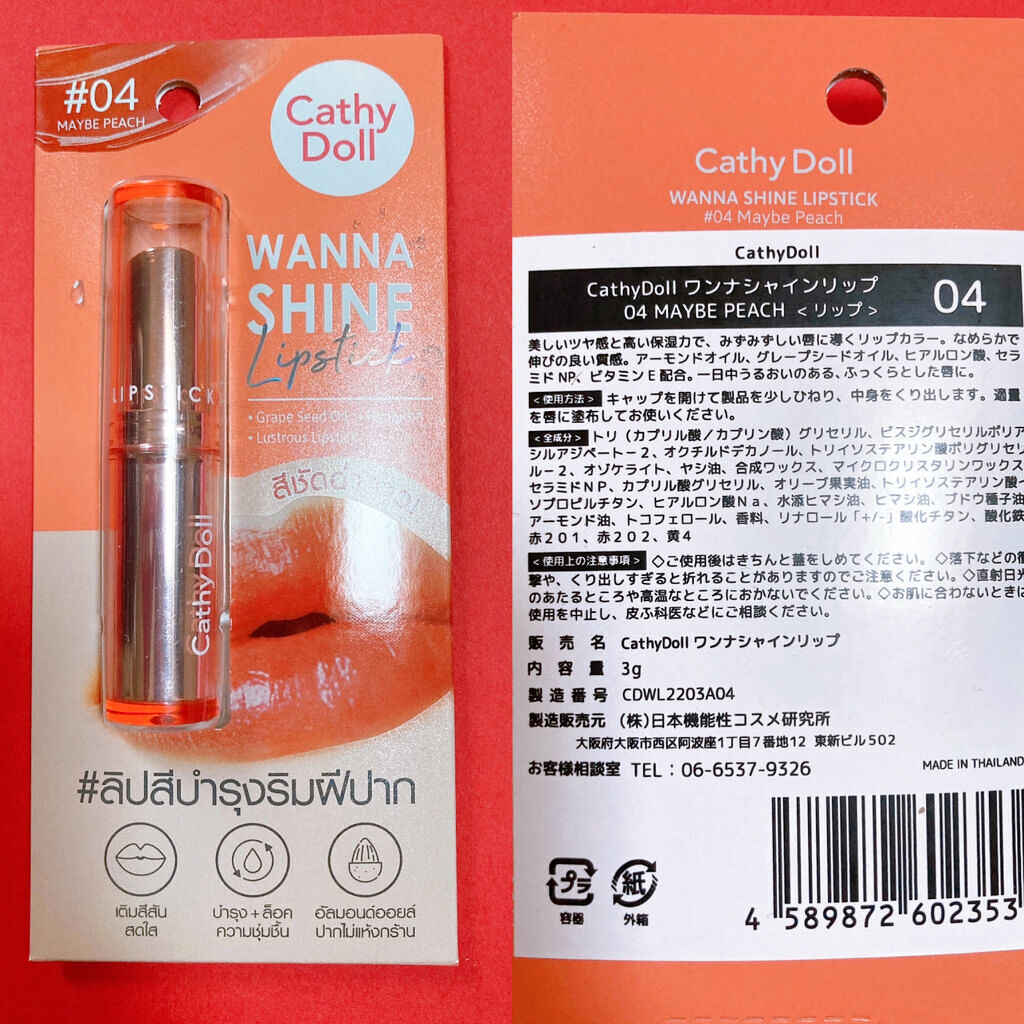 #04
MAYBE PEACH
Cathy
Doll
WANNA
SHINE
Lipstick
LIPSTICK
• Grape Seed Oil
• Lustrous Lipstick
สีชัด
Cathy Doll
#ลิปสีบำรุงริมฝีปาก
เติมสีสัน
สดใส
บำรุง + ล็อค
ความชุ่มชื้น
อัลมอนด์ออยล์
ปากไม่แห้งกร้าน
Cathy Doll
WANNA SHINE LIPSTICK
#04 Maybe Peach
CathyDoll
CathyDoll ワンナシャインリップ
04 MAYBE PEACH <リップ>
04
美しいツヤ感と高い保湿力で、みずみずしい唇に導くリップカラー。なめらかで
伸びの良い質感。アーモンドオイル、グレープシードオイル、ヒアルロン酸、セラ
ミドNP、ビタミンE配合。一日中うるおいのある、ふっくらとした唇に。
<使用方法> キャップを開けて製品を少しひねり、中身をくり出します。適量
を唇に塗布してお使いください。
<全成分> トリ（カプリル酸／カプリン酸）グリセリル、ビスジグリセリルポリア
シルアジペート－2、オクチルドデカノール、トリイソステアリン酸ポリグリセリ
ル－2、オゾケライト、ヤシ油、合成ワックス、マイクロクリスタリンワックス
セラミドNP、カプリル酸グリセリル、オリーブ果実油、トリイソステアリン酸イ
ソプロピルチタン、ヒアルロン酸Na、水添ヒマシ油、ヒマシ油、ブドウ種子油
アーモンド油、トコフェロール、香料、リナロール「+/-」酸化チタン、酸化鉄
赤201、赤202、黄4
<使用上の注意事項> ◇ご使用後はきちんと蓋をしめてください。◇落下などの衝
撃や、くり出しすぎると折れることがありますのでご注意ください。◇直射日光
のあたるところや高温なところにおかないでください。◇お肌に合わないときは
使用を中止し、皮ふ科医などにご相談ください。
販売名 CathyDoll ワンナシャインリップ
内容量 3g
製造番号 CDWL2203A04
製造販売元 (株)日本機能性コスメ研究所
大阪府大阪市西区阿波座1丁目7番地12 東新ビル502
お客様相談室 TEL：06-6537-9326
MADE IN THAILAND
プラ
容器
紙
外箱
4 589872 602353